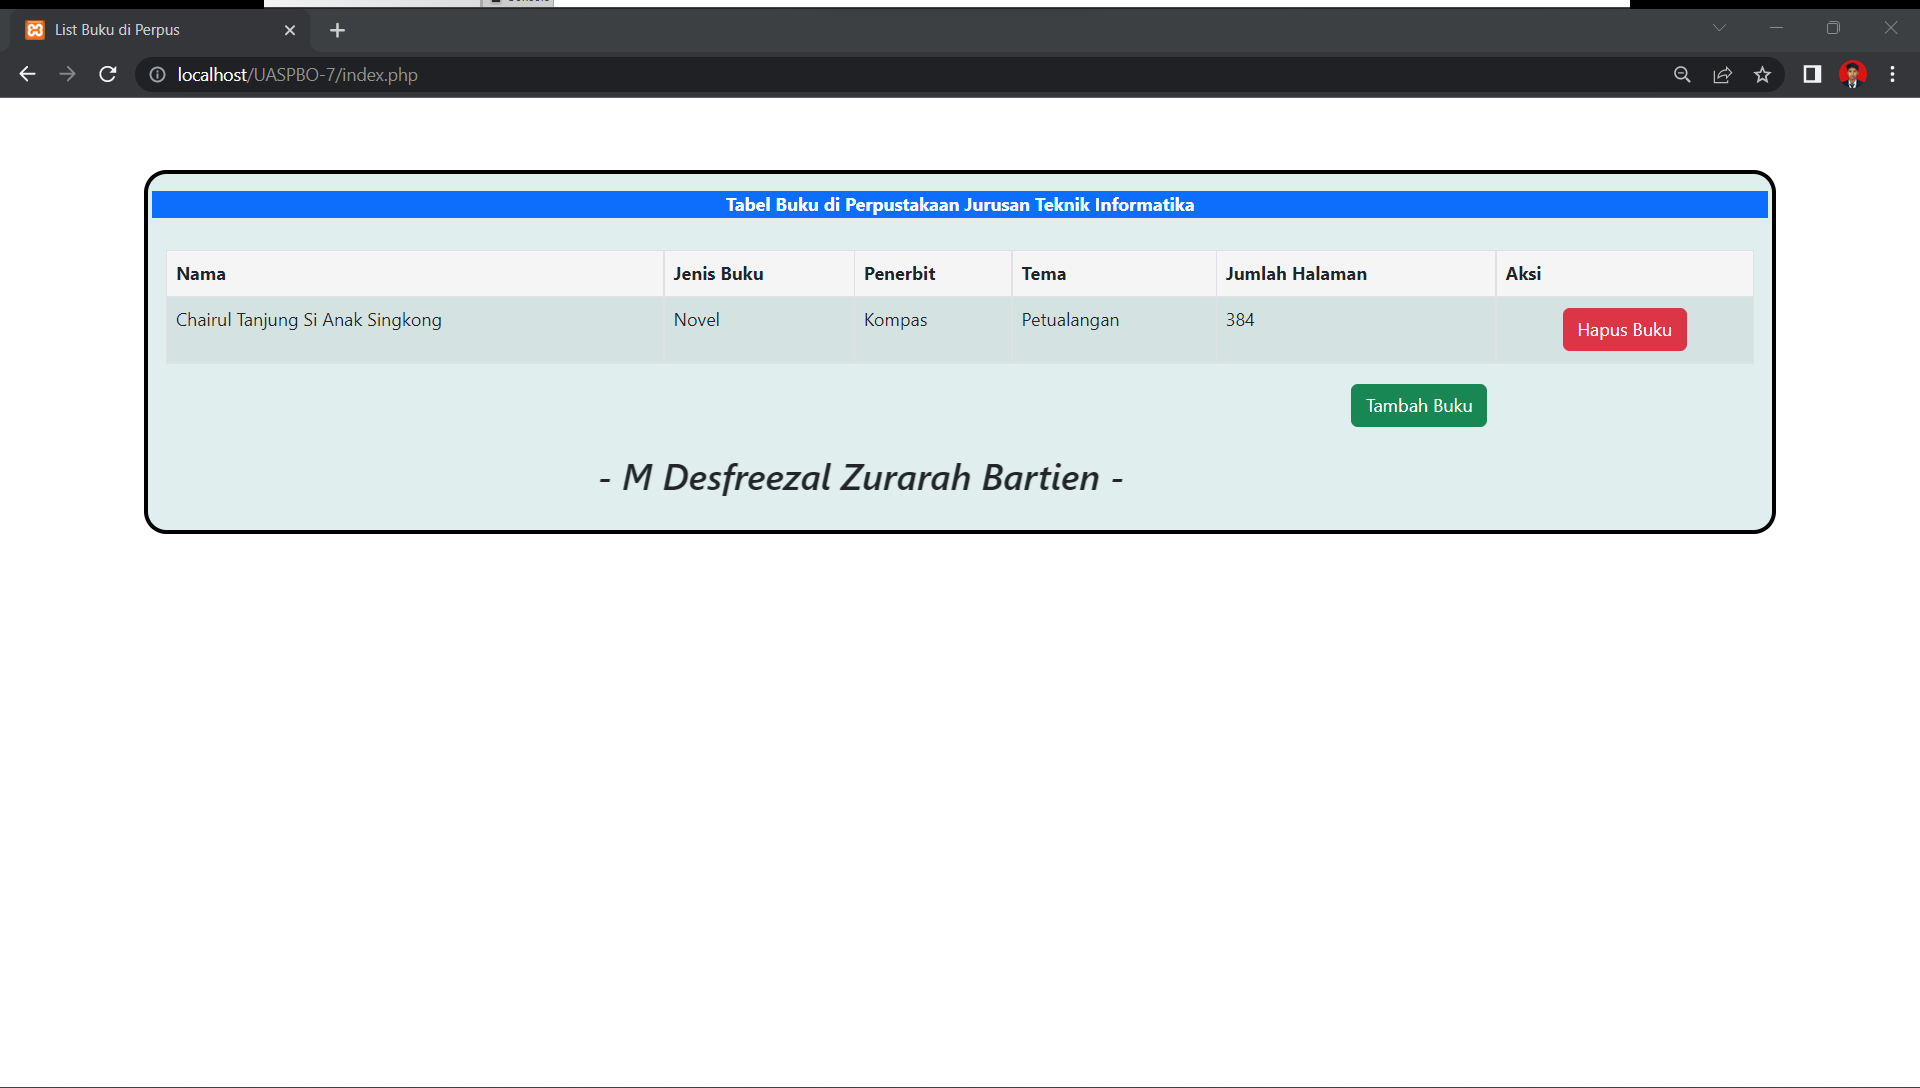 List Buku di Perpus
localhost/UASPBO-7/index.php
Tabel Buku di Perpustakaan Jurusan Teknik Informatika
Nama Jenis Buku Penerbit Tema Jumlah Halaman Aksi
Chairul Tanjung Si Anak Singkong Novel Kompas Petualangan 384 Hapus Buku
Tambah Buku
- M Desfreezal Zurarah Bartien -